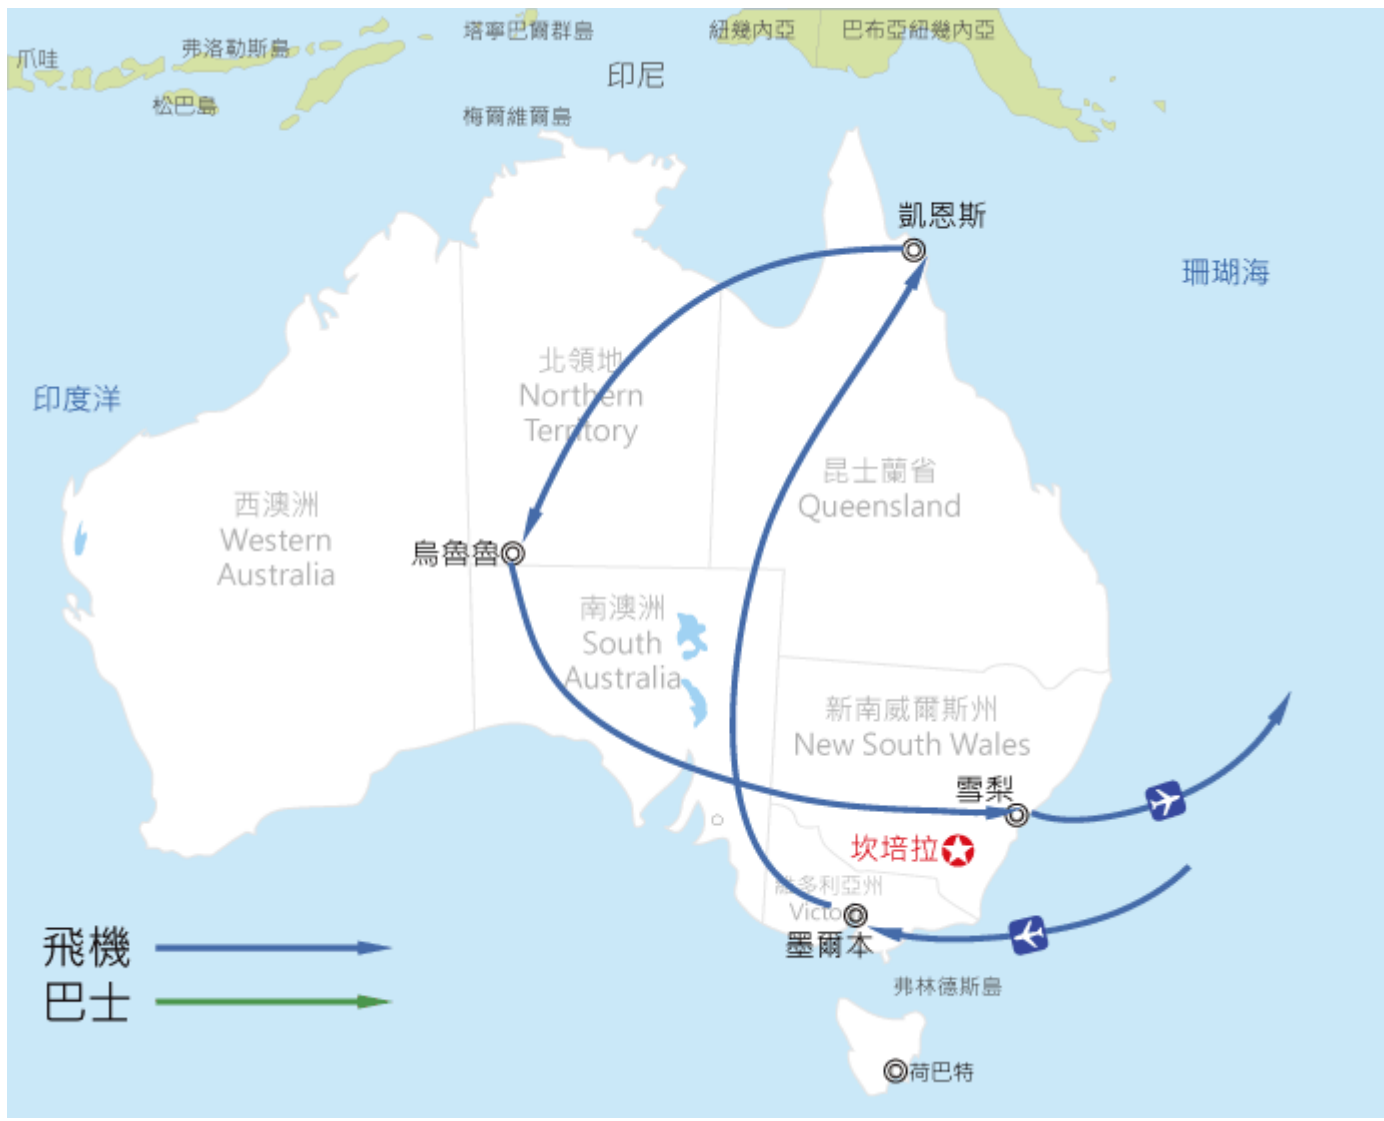 塔寧巴爾群島
紐幾內亞
巴布亞紐幾內亞
弗洛勒斯島
爪哇
印尼
松巴島
梅爾維爾島
凱恩斯
珊瑚海
北領地
Northern
Territory
印度洋
昆士蘭省
Queensland
西澳洲
Western
Australia
烏魯魯
南澳洲
South
Australia
新南威爾斯州
New South Wales
雪梨
坎培拉
維多利亞州
Victo
墨爾本
飛機
弗林德斯島
巴士
荷巴特